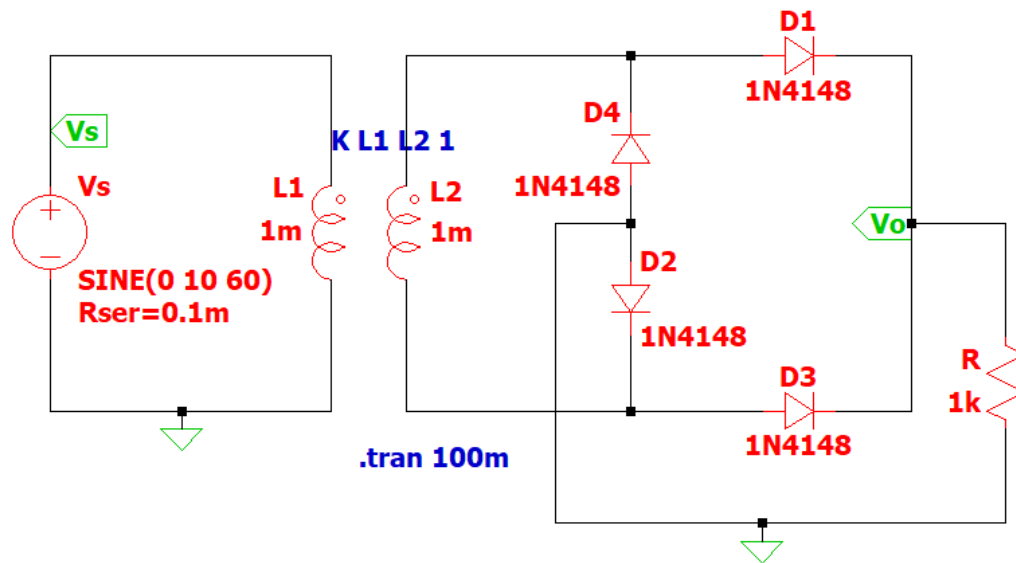 D1
1N4148
Vs
K L1 L2 1
D4
Vs
L1
L2
1N4148
1m
1m
Vo
D2
SINE(0 10 60)
Rser=0.1m
1N4148
R
D3
1k
1N4148
.tran 100m